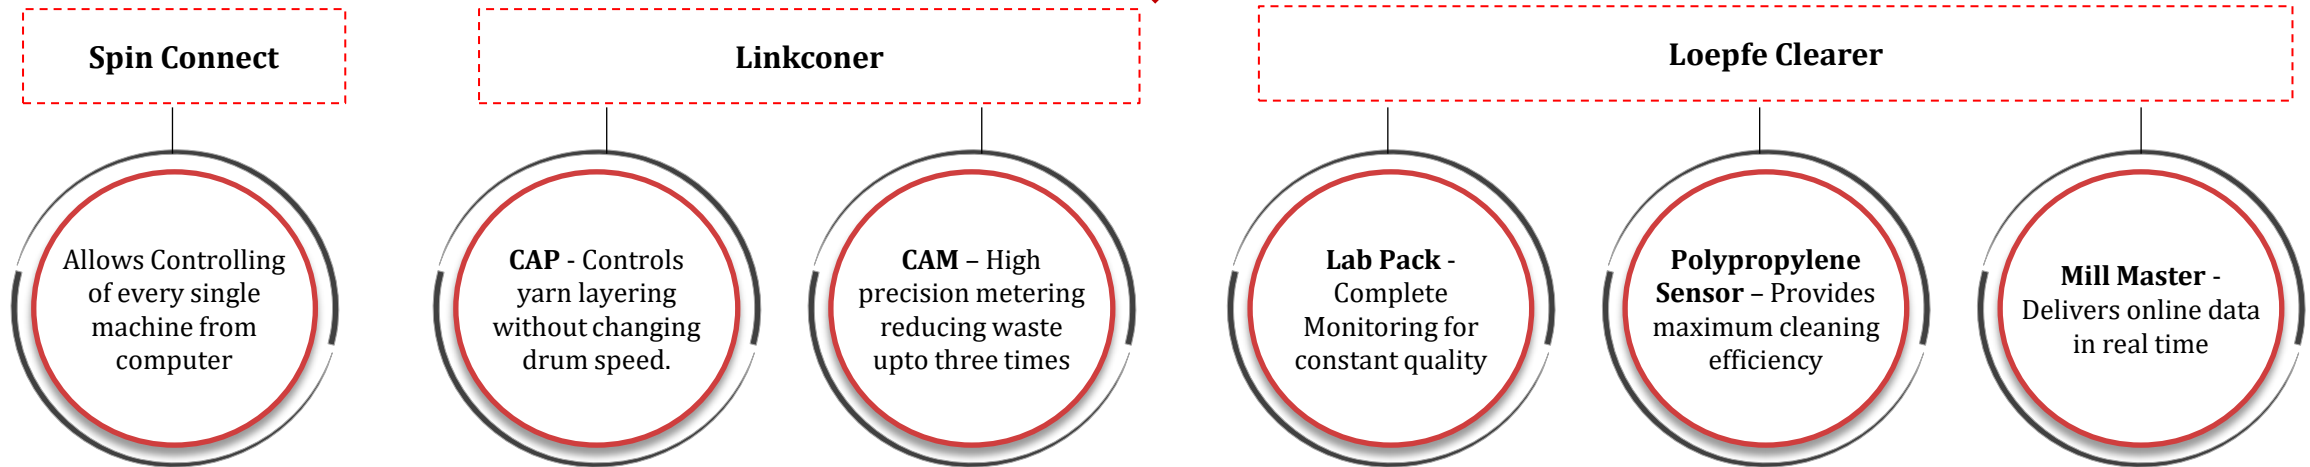 Spin Connect
Linkconer
Loepfe Clearer
Allows Controlling
of every single
machine from
computer
CAP - Controls
yarn layering
without changing
drum speed.
CAM – High
precision metering
reducing waste
upto three times
Lab Pack -
Complete
Monitoring for
constant quality
Polypropylene
Sensor – Provides
maximum cleaning
efficiency
Mill Master -
Delivers online data
in real time